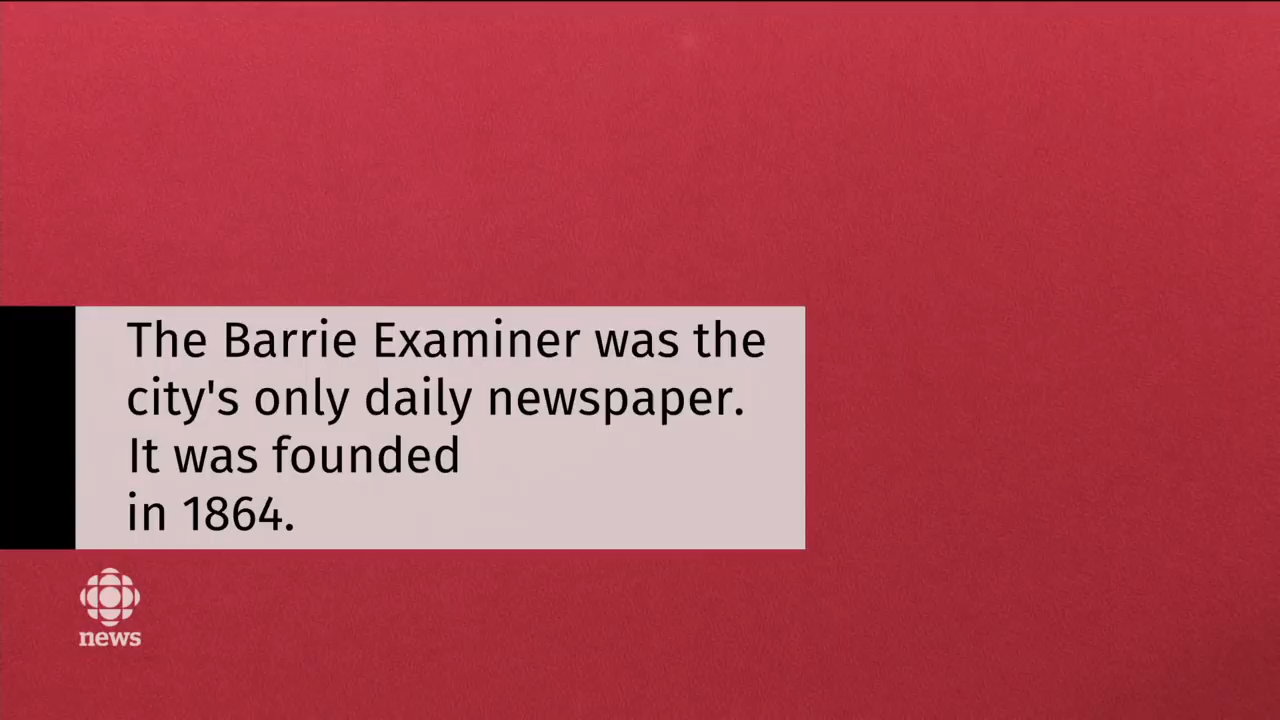 The Barrie Examiner was the
city's only daily newspaper.
It was founded
in 1864.
news